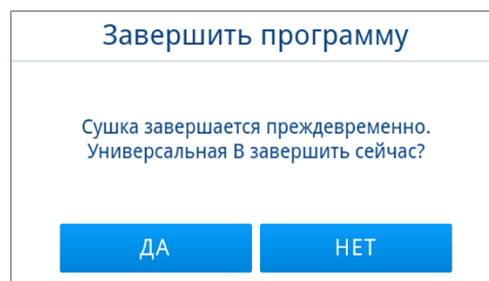 Завершить программу
Сушка завершается преждевременно.
Универсальная В завершить сейчас?
ДА
НЕТ